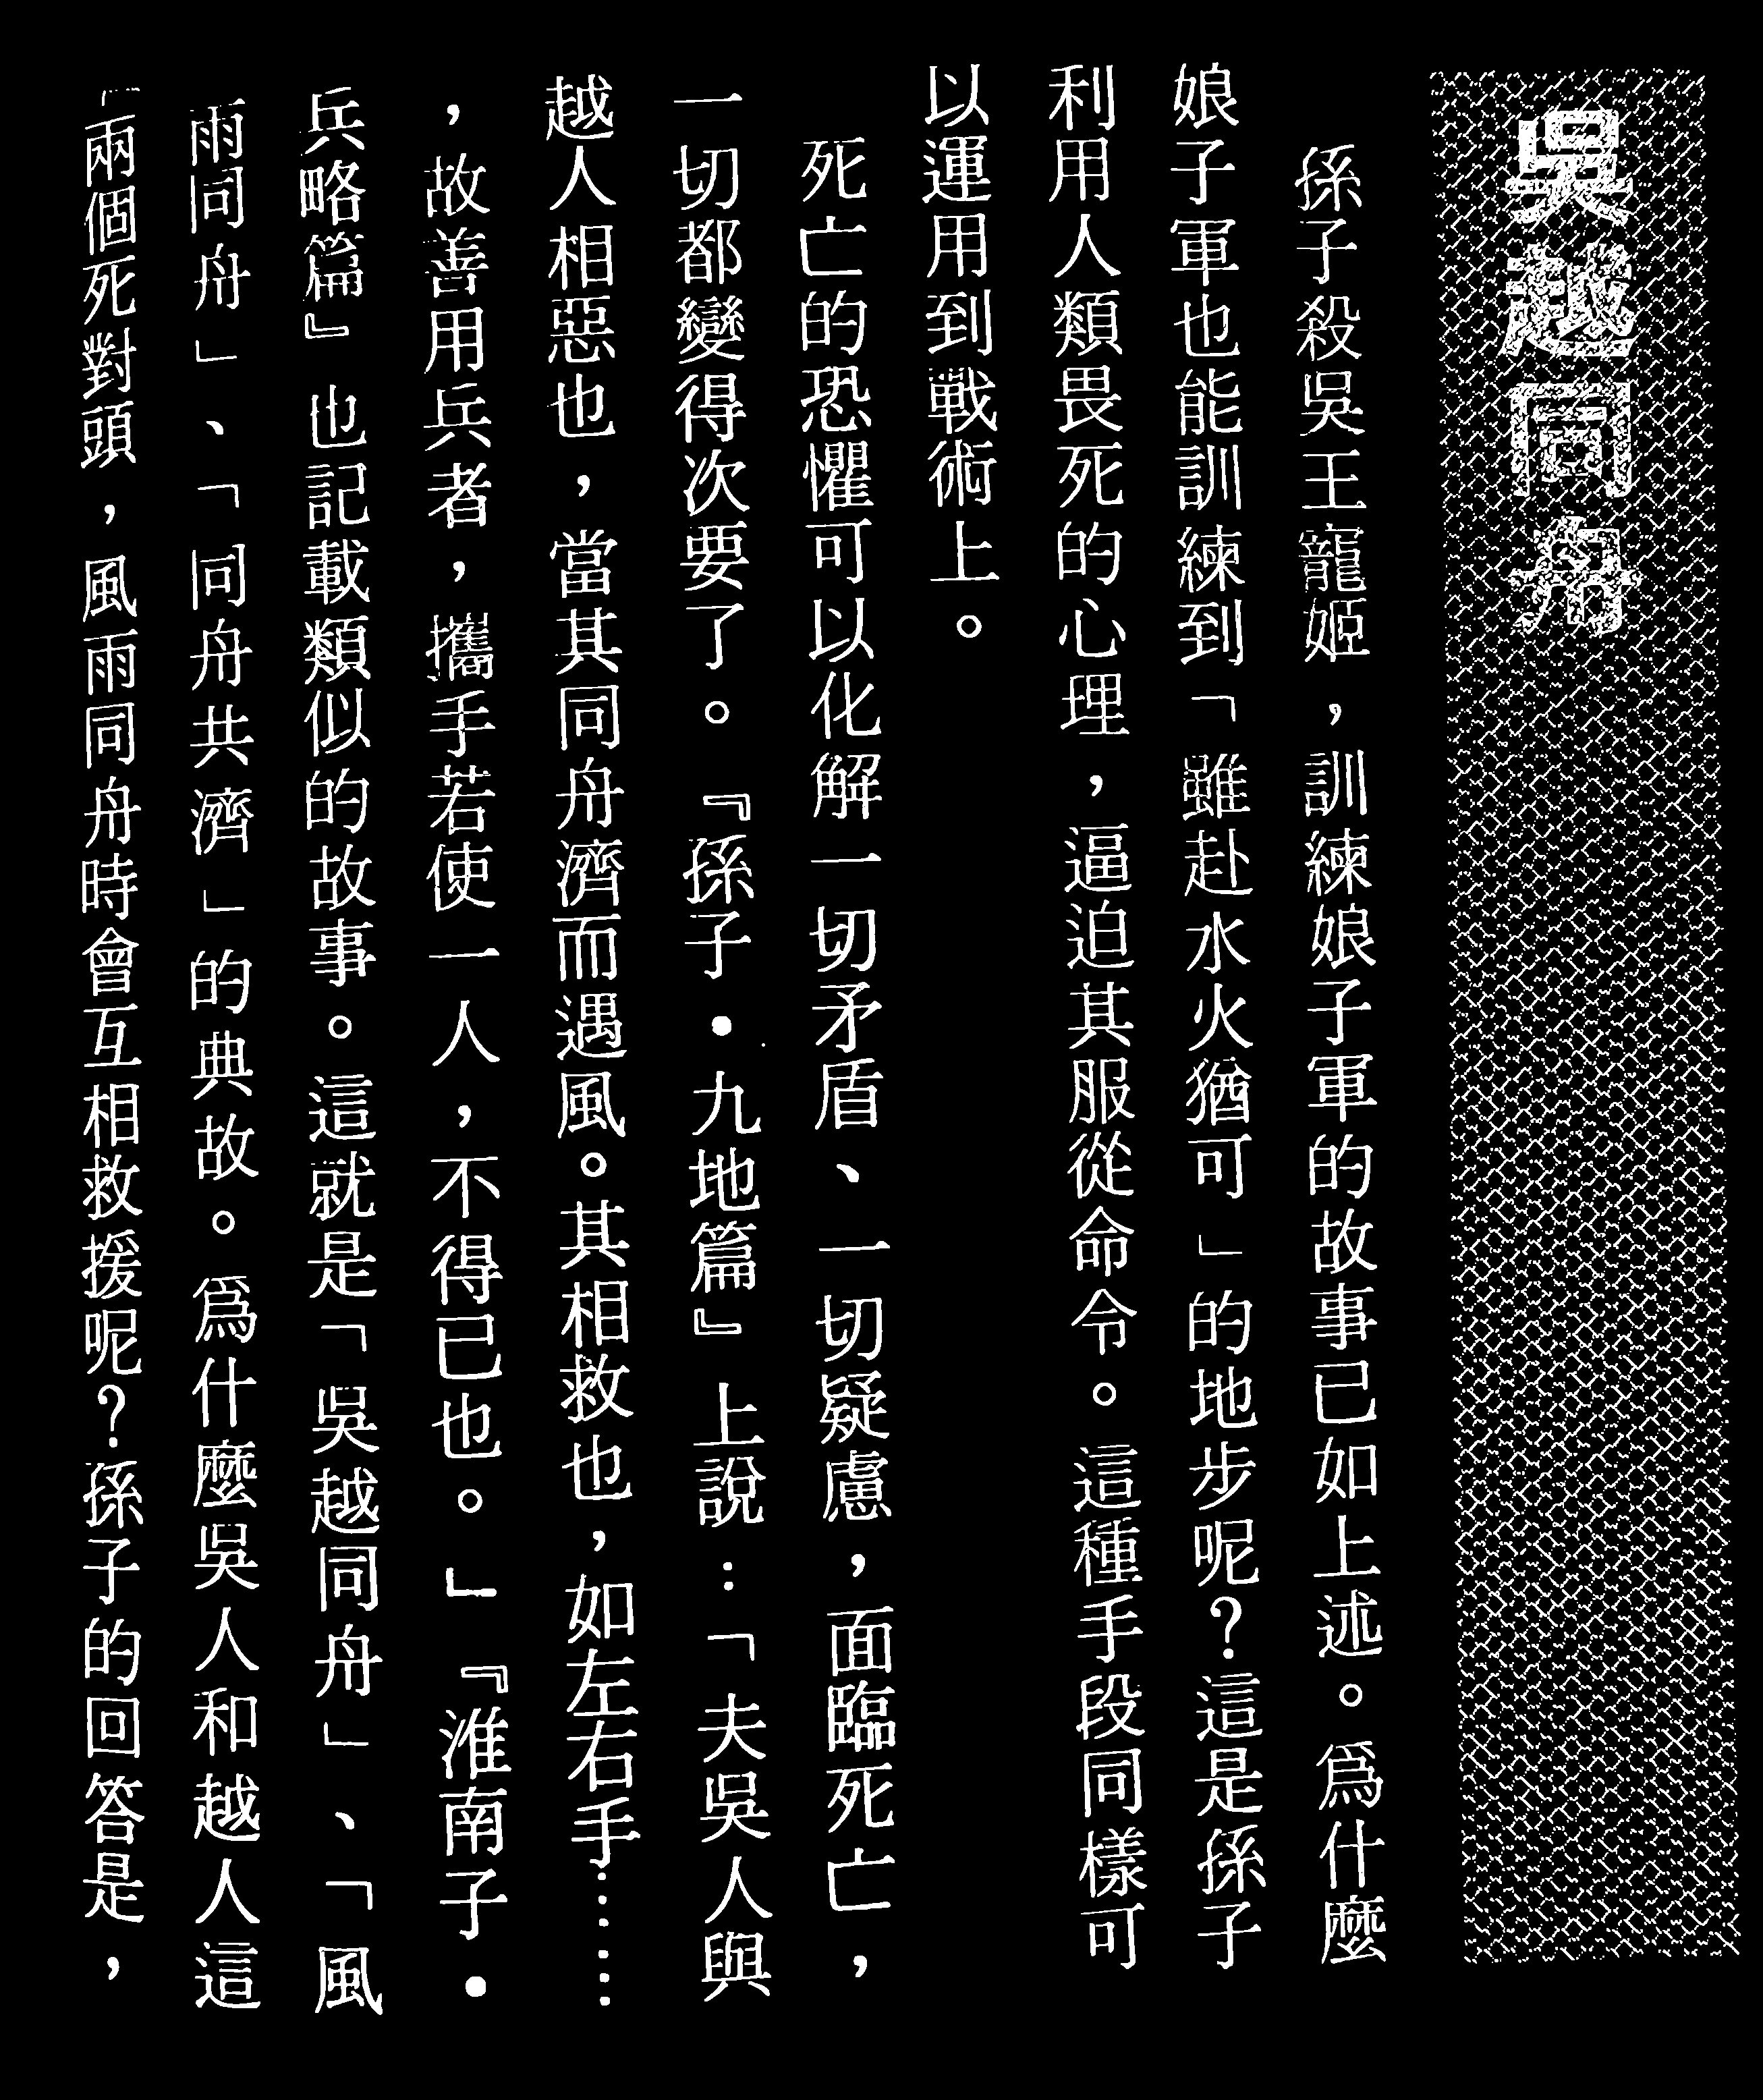 吳越同舟
孫子殺吳王寵姬，訓練娘子軍的故事已如上述。爲什麼
娘子軍也能訓練到「雖赴水火猶可」的地步呢？這是孫子
利用人類畏死的心理，逼迫其服從命令。這種手段同樣可
以運用到戰術上。
死亡的恐懼可以化解一切矛盾、一切疑慮，面臨死亡，
一切都變得次要了。『孫子•九地篇』上說：「夫吳人與
越人相惡也，當其同舟濟而遇風。其相救也，如左右手……
，故善用兵者，攜手若使一人，不得已也。」『淮南子•
兵略篇』也記載類似的故事。這就是「吳越同舟」、「風
雨同舟」、「同舟共濟」的典故。爲什麼吳人和越人這
兩個死對頭，風雨同舟時會互相救援呢？孫子的回答是，